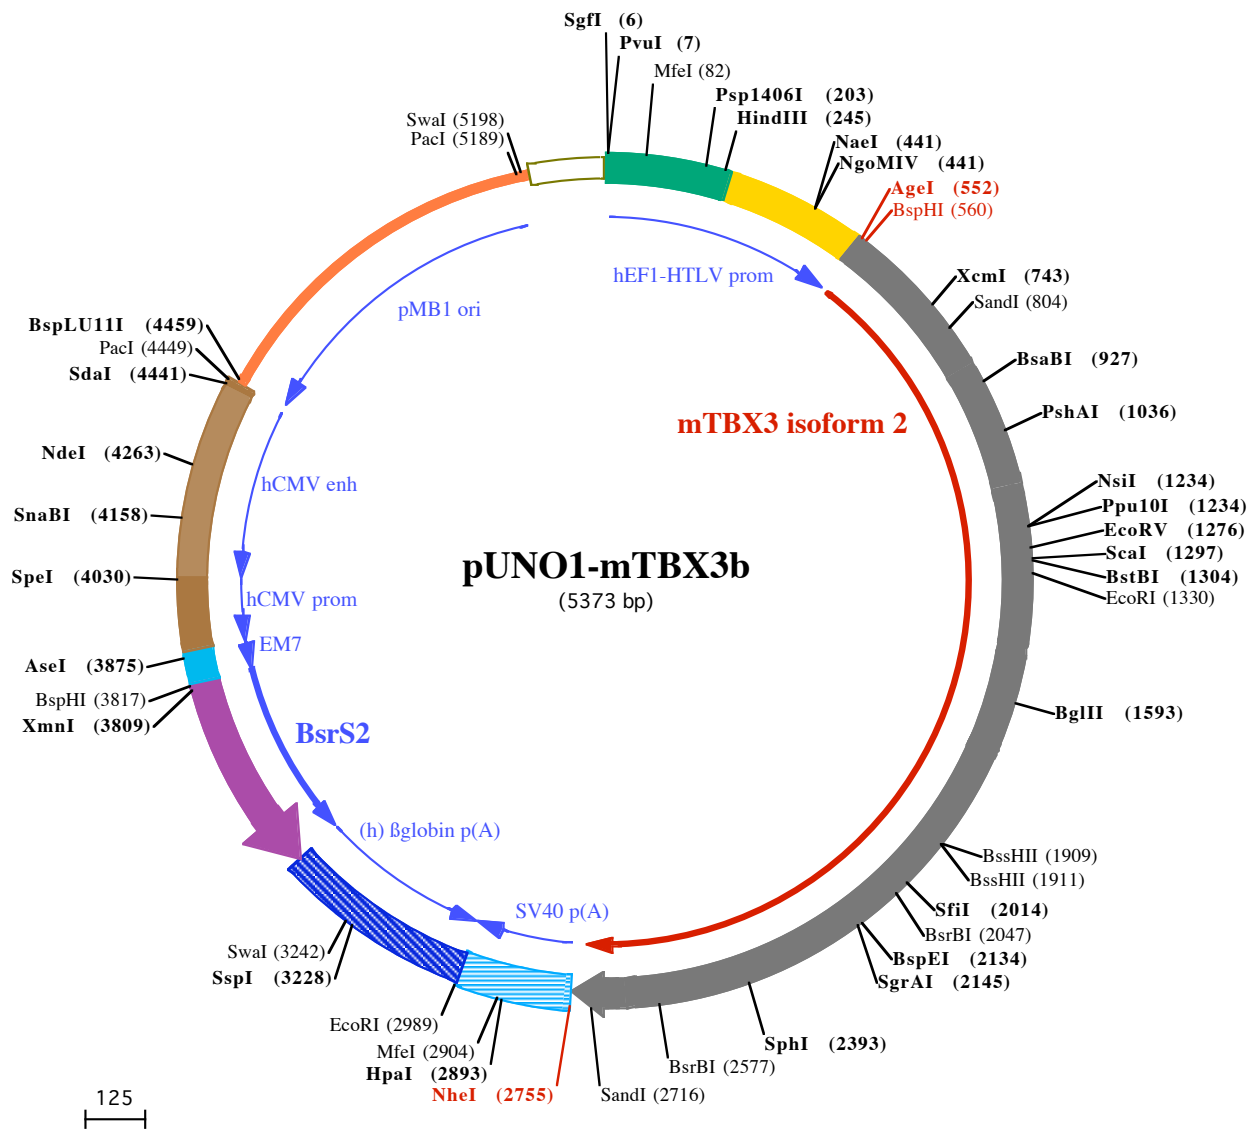 SgfI (6)
PvuI (7)
MfeI (82)
Psp1406I (203)
HindIII (245)
NaeI (441)
NgoMIV (441)
AgeI (552)
BspHI (560)
XcmI (743)
SandI (804)
BsaBI (927)
PshAI (1036)
NsiI (1234)
Ppu10I (1234)
EcoRV (1276)
ScaI (1297)
BstBI (1304)
EcoRI (1330)
BglII (1593)
BssHII (1909)
BssHII (1911)
SfiI (2014)
BsrBI (2047)
BspEI (2134)
SgrAI (2145)
SphI (2393)
BsrBI (2577)
SandI (2716)
NheI (2755)
HpaI (2893)
MfeI (2904)
EcoRI (2989)
SspI (3228)
SwaI (3242)
XmnI (3809)
BspHI (3817)
AseI (3875)
SpeI (4030)
SnaBI (4158)
NdeI (4263)
SdaI (4441)
PacI (4449)
BspLU11I (4459)
PacI (5189)
SwaI (5198)
hEF1-HTLV prom
mTBX3 isoform 2
SV40 p(A)
(h) ßglobin p(A)
BsrS2
EM7
hCMV prom
hCMV enh
pMB1 ori
pUNO1-mTBX3b
(5373 bp)
125